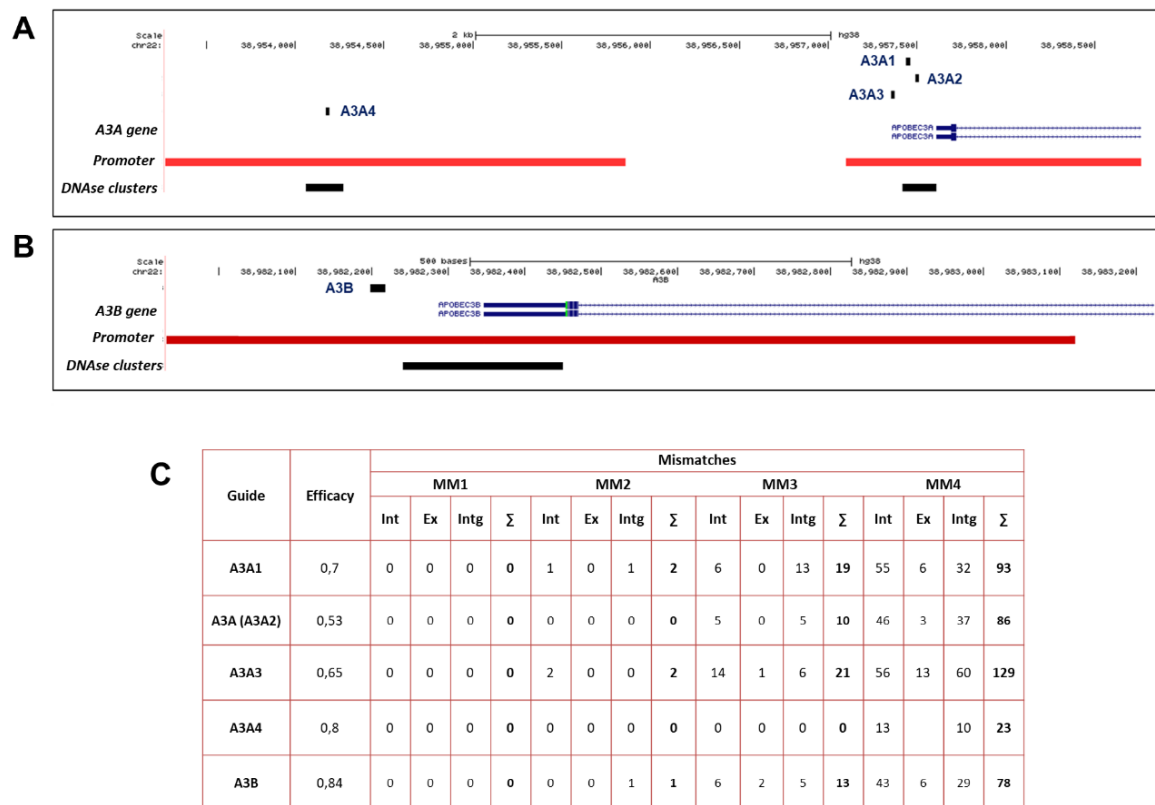 A
Scale
2 kb
hg38
chr22:
38,954,000
38,954,500
38,955,000
38,955,500
38,956,000
38,956,500
38,957,000
38,957,500
38,958,000
38,958,500
A3A1
A3A2
A3A3
A3A4
A3A gene
APOBEC3A
APOBEC3A
Promoter
DNAse clusters
B
Scale
500 bases
hg38
chr22:
38,982,100
38,982,200
38,982,300
38,982,400
38,982,500
38,982,600
38,982,700
38,982,800
38,982,900
38,983,000
38,983,100
38,983,200
A3B
A3B
A3B gene
APOBEC3B
APOBEC3B
Promoter
DNAse clusters
C
Guide Efficacy Mismatches
MM1 MM2 MM3 MM4
Int Ex Intg ∑ Int Ex Intg ∑ Int Ex Intg ∑ Int Ex Intg ∑
A3A1 0,7 0 0 0 0 1 0 1 2 6 0 13 19 55 6 32 93
A3A (A3A2) 0,53 0 0 0 0 0 0 0 0 5 0 5 10 46 3 37 86
A3A3 0,65 0 0 0 0 2 0 0 2 14 1 6 21 56 13 60 129
A3A4 0,8 0 0 0 0 0 0 0 0 0 0 0 0 13 10 23
A3B 0,84 0 0 0 0 0 0 1 1 6 2 5 13 43 6 29 78